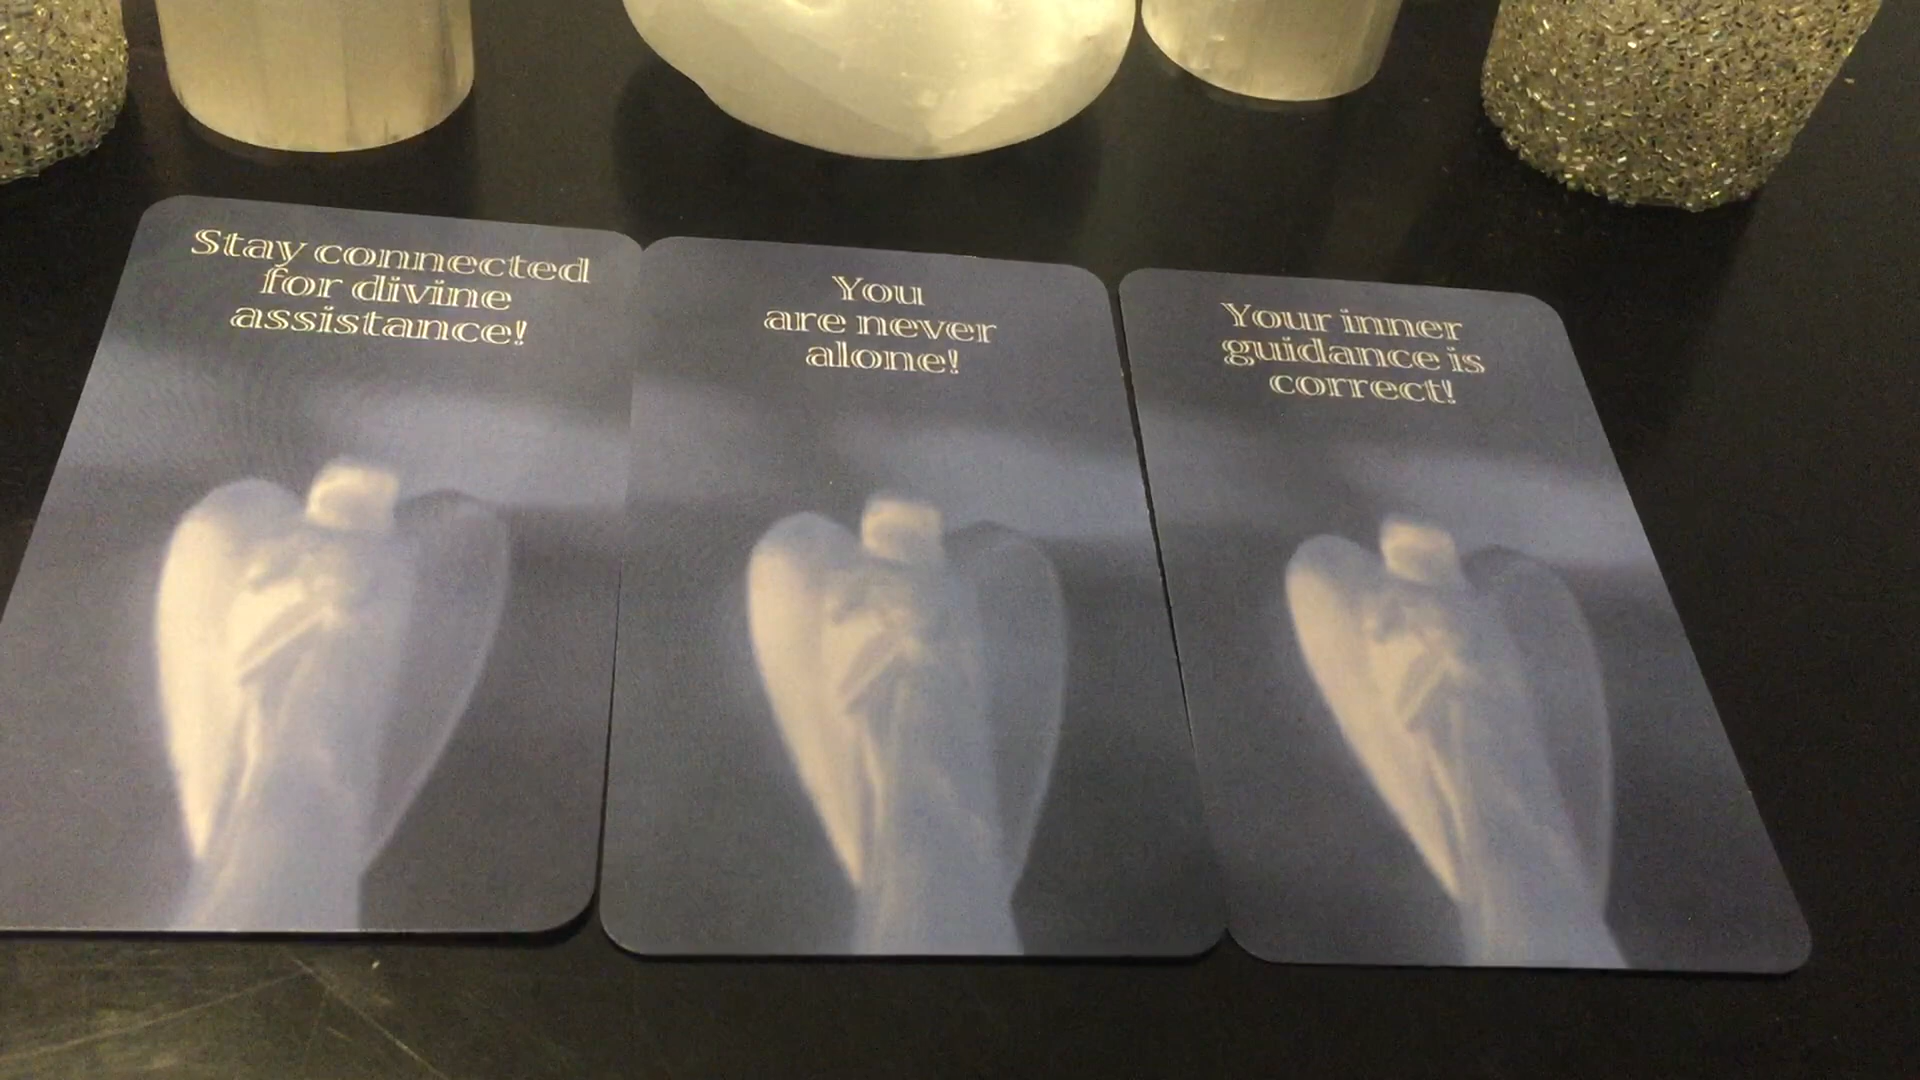 Stay connected
for divine
assistance!
You
are never
alone!
Your inner
guidance is
correct!